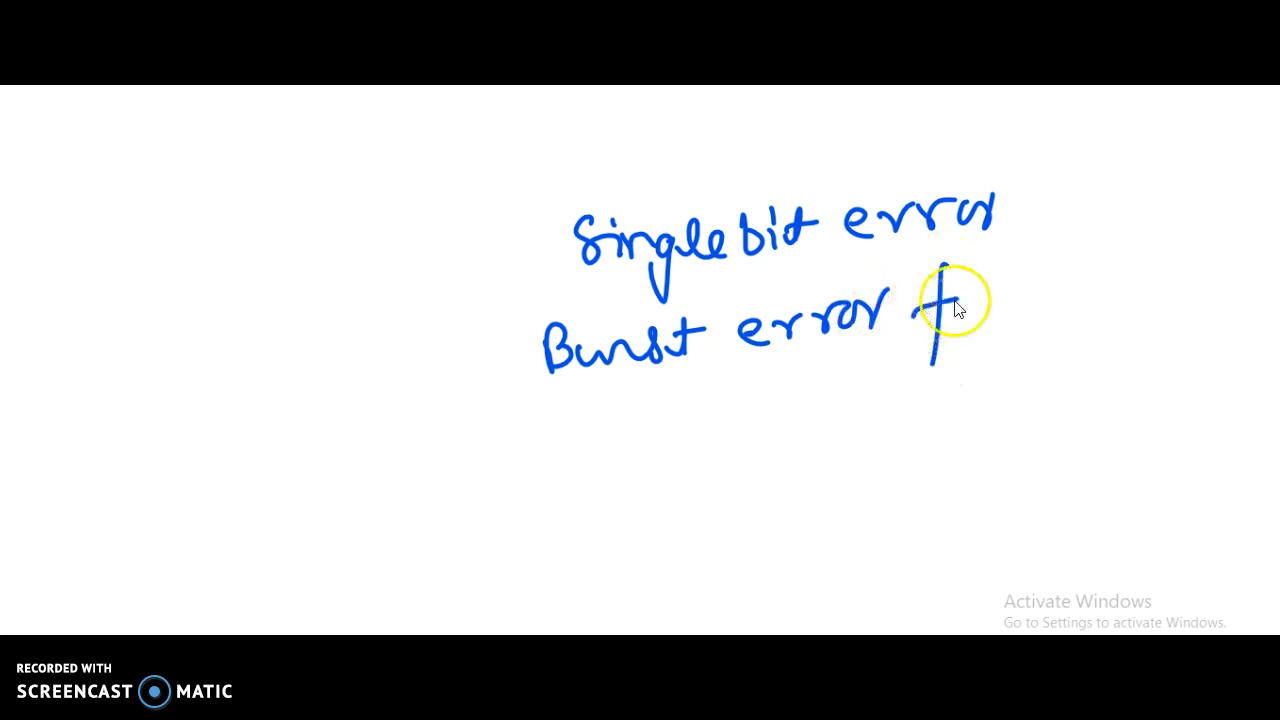 Single bit error
Burst error
Activate Windows
Go to Settings to activate Windows.
RECORDED WITH
SCREENCAST MATIC